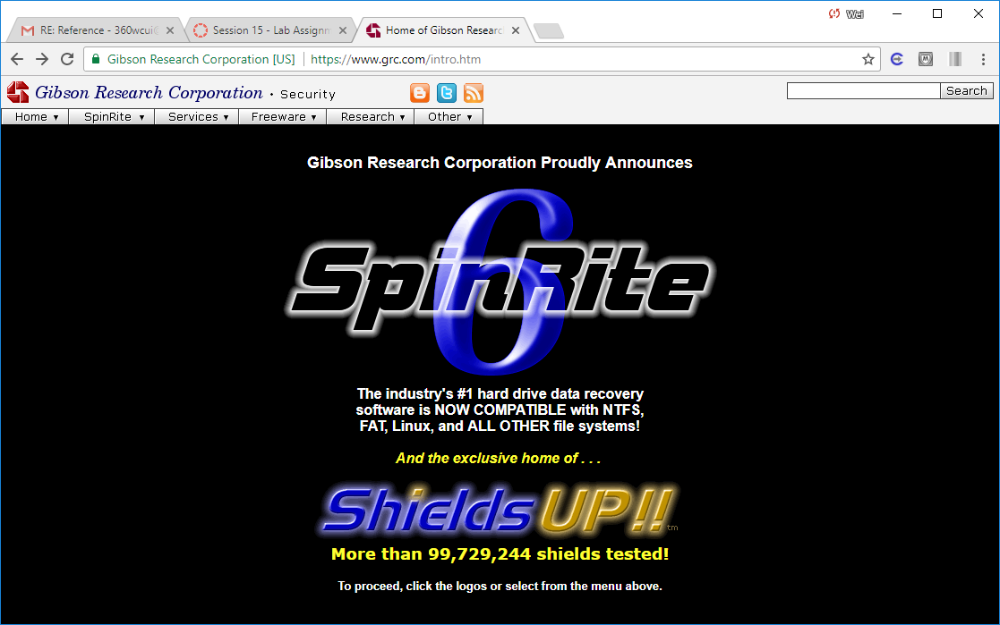 Wei
RE: Reference - 360wcui@
Session 15 - Lab Assignm
Home of Gibson Researc
Gibson Research Corporation [US]
https://www.grc.com/intro.htm
Gibson Research Corporation · Security
Search
Home ▾
SpinRite ▾
Services ▾
Freeware ▾
Research ▾
Other ▾
Gibson Research Corporation Proudly Announces
6
SpinRite
The industry's #1 hard drive data recovery
software is NOW COMPATIBLE with NTFS,
FAT, Linux, and ALL OTHER file systems!
And the exclusive home of . . .
ShieldsUP!! tm
More than 99,729,244 shields tested!
To proceed, click the logos or select from the menu above.